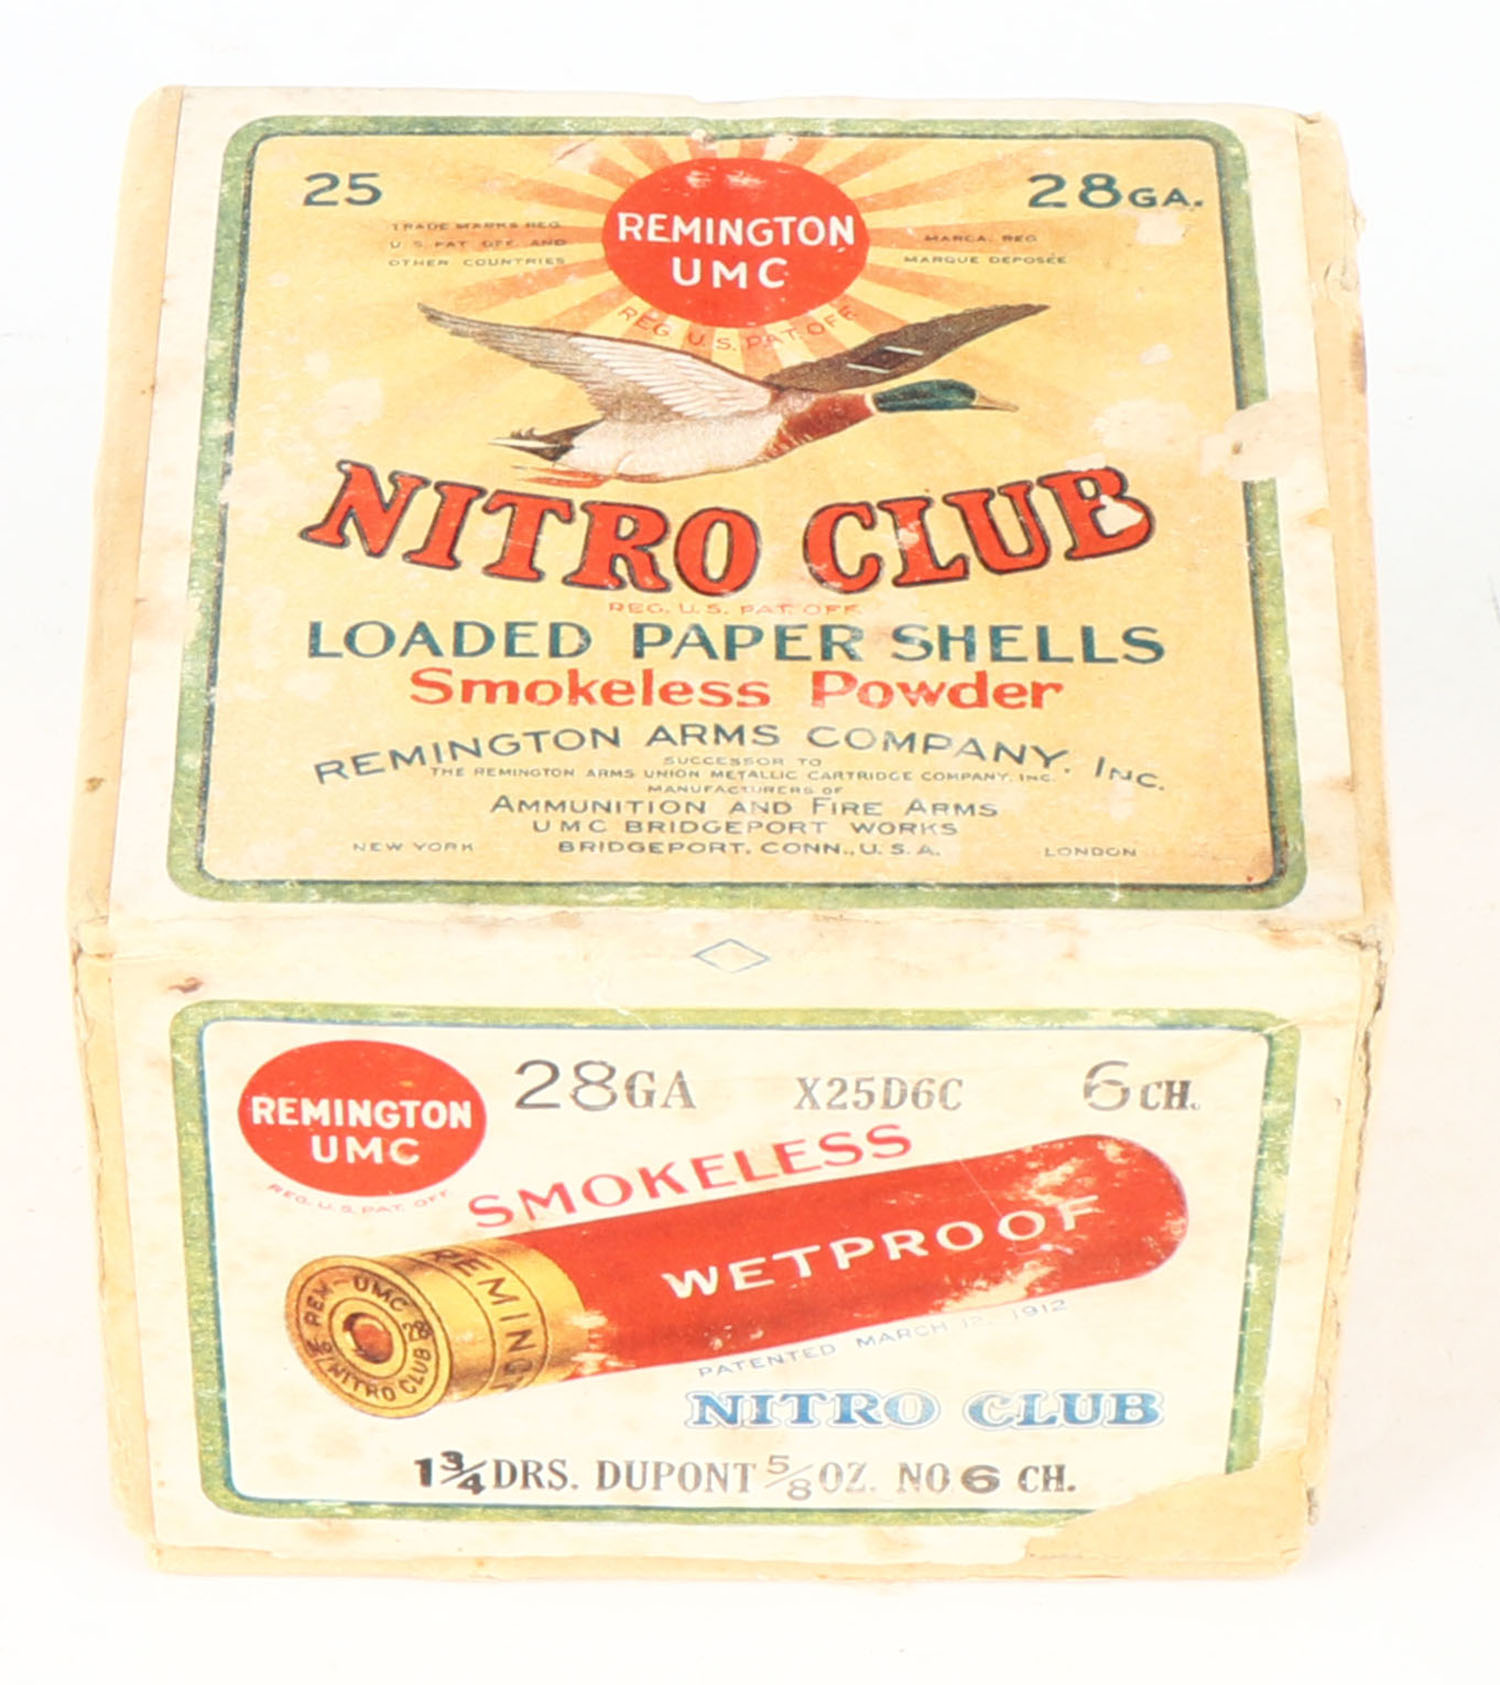 25
28GA.
TRADE MARKS REG.
U.S. PAT. OFF. AND
OTHER COUNTRIES
REMINGTON
UMC
MARCA. REG
MARQUE DEPOSÉE
REG. U.S. PAT. OFF.
NITRO CLUB
REG. U.S. PAT. OFF.
LOADED PAPER SHELLS
Smokeless Powder
REMINGTON ARMS COMPANY, INC.
SUCCESSOR TO
THE REMINGTON ARMS UNION METALLIC CARTRIDGE COMPANY, INC.
MANUFACTURERS OF
AMMUNITION AND FIRE ARMS
UMC BRIDGEPORT WORKS
NEW YORK BRIDGEPORT, CONN., U.S.A. LONDON
REMINGTON
UMC
REG. U.S. PAT. OFF.
28GA X25D6C 6CH.
SMOKELESS
WETPROOF
REMING
REM-UMC 28
NITRO CLUB
PATENTED MARCH 12, 1912
NITRO CLUB
1¾DRS. DUPONT ⅝OZ. NO 6 CH.